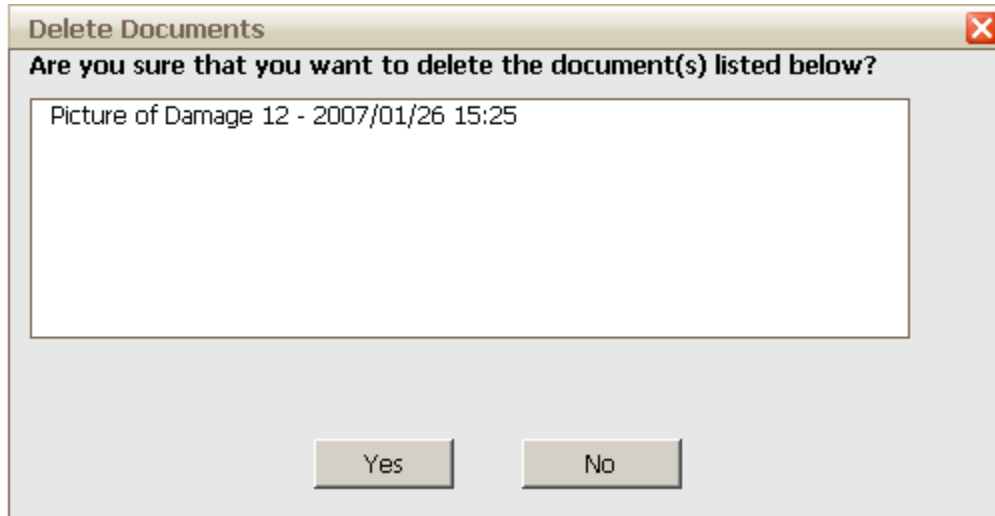 Delete Documents
Are you sure that you want to delete the document(s) listed below?
Picture of Damage 12 - 2007/01/26 15:25
Yes
No